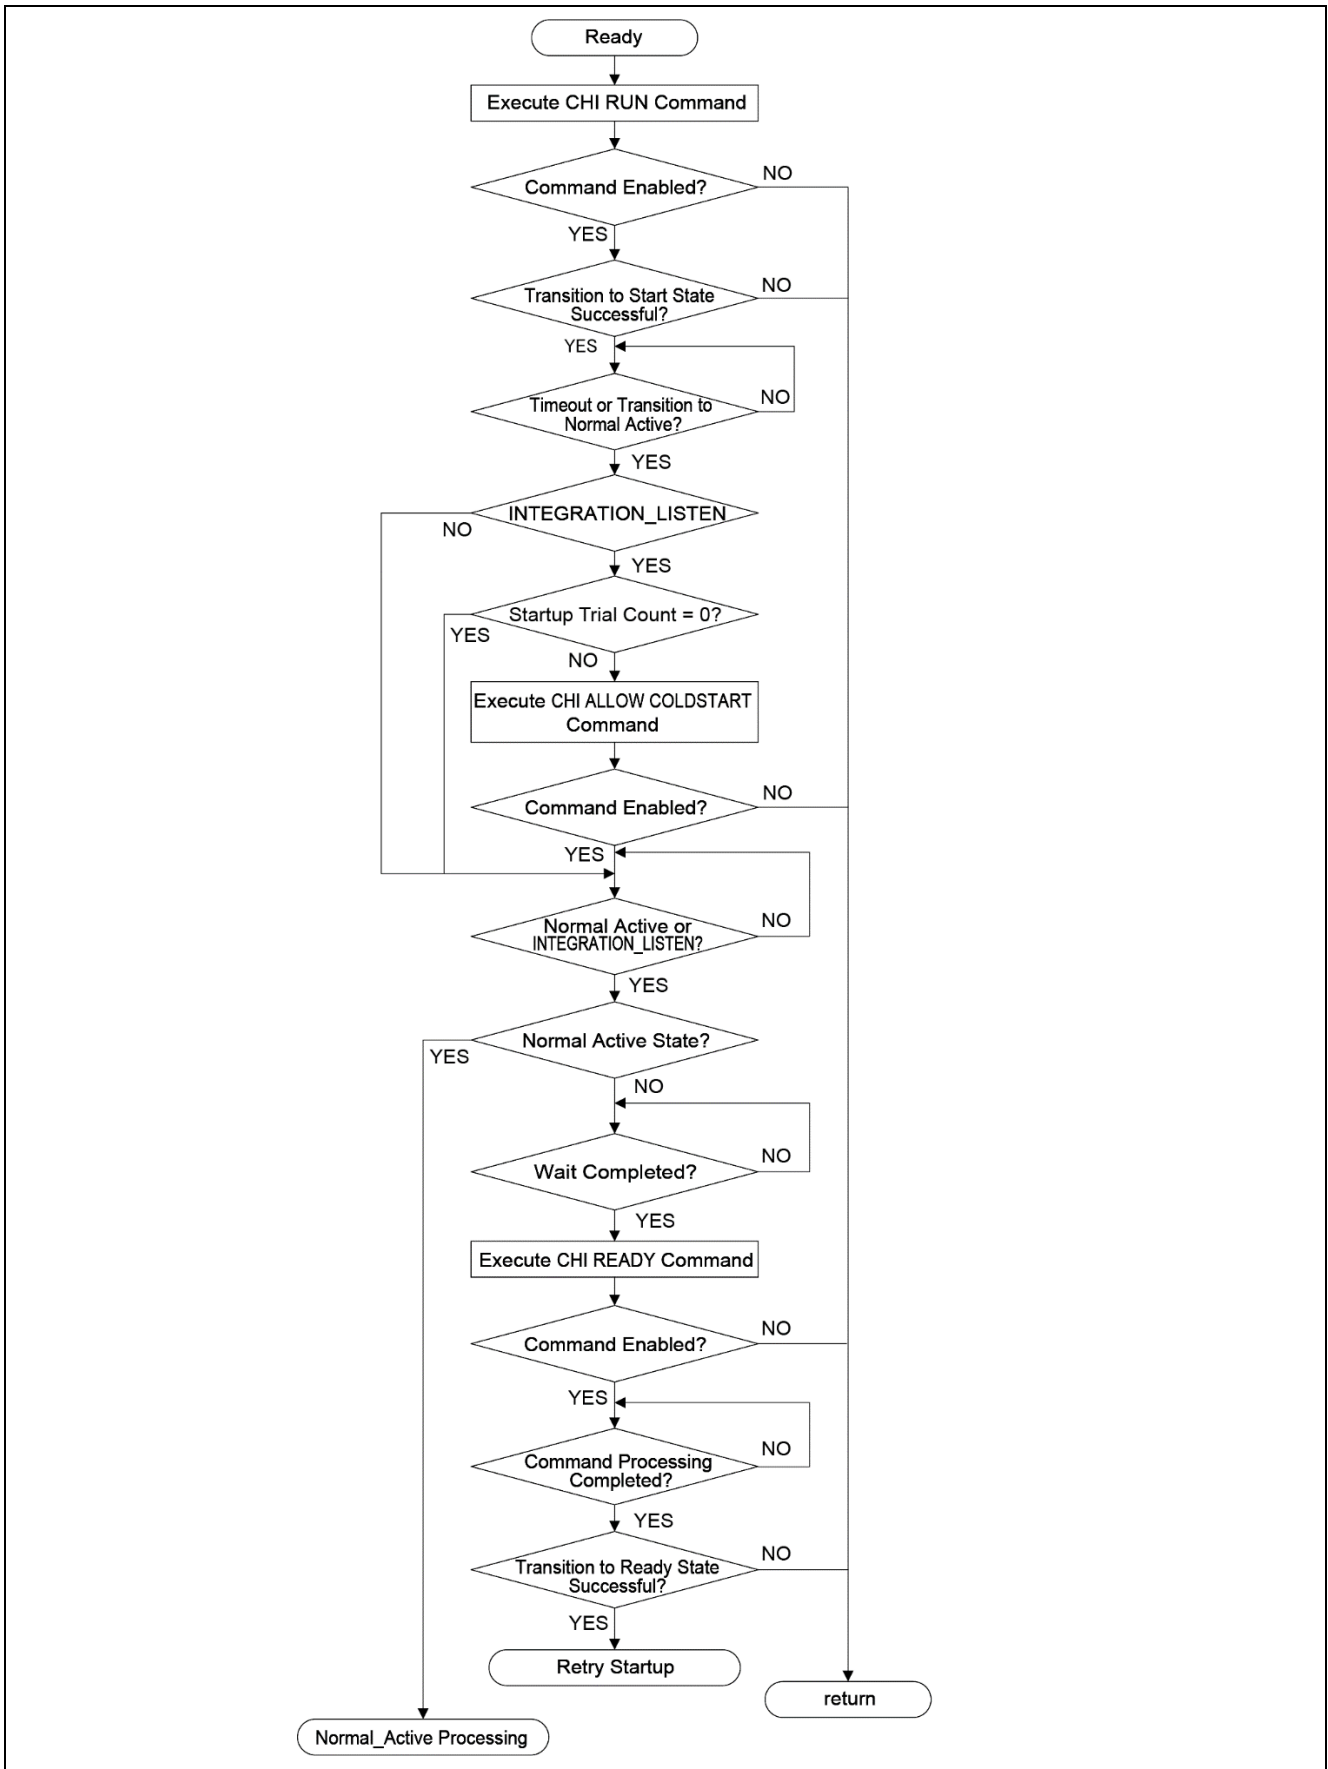 Ready
Execute CHI RUN Command
Command Enabled?
NO
YES
Transition to Start State
Successful?
NO
YES
Timeout or Transition to
Normal Active?
NO
YES
INTEGRATION_LISTEN
NO
YES
Startup Trial Count = 0?
YES
NO
Execute CHI ALLOW COLDSTART
Command
Command Enabled?
NO
YES
Normal Active or
INTEGRATION_LISTEN?
NO
YES
Normal Active State?
YES
NO
Wait Completed?
NO
YES
Execute CHI READY Command
Command Enabled?
NO
YES
Command Processing
Completed?
NO
YES
Transition to Ready State
Successful?
NO
YES
Retry Startup
return
Normal_Active Processing